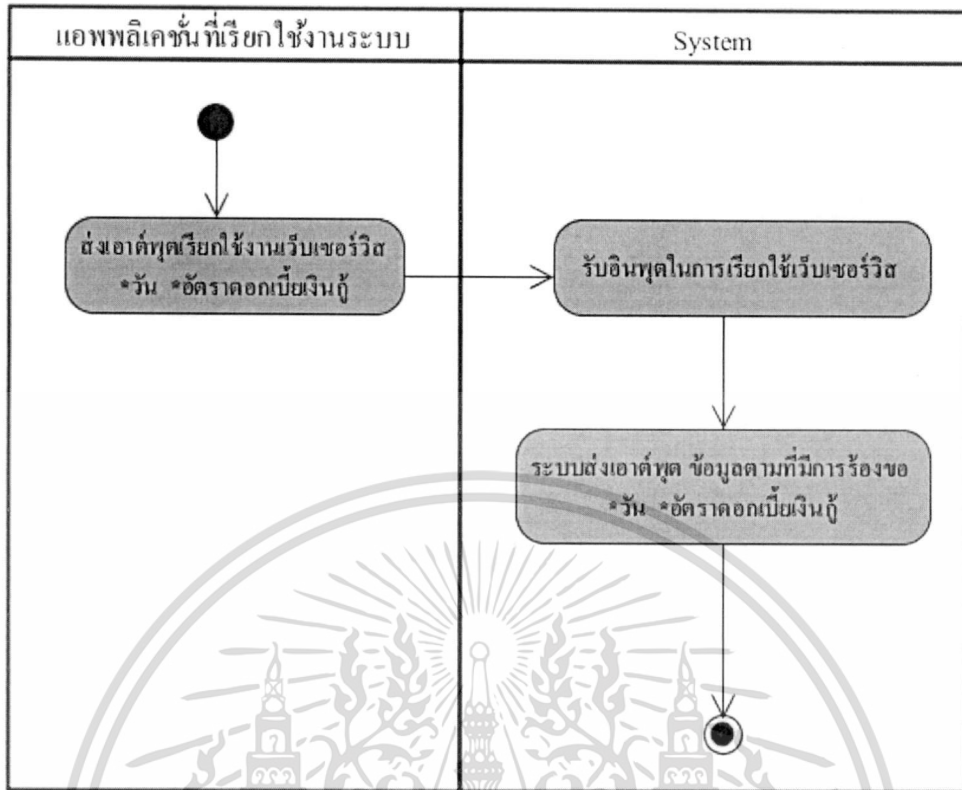 แอพพลิเคชั่นที่เรียกใช้งานระบบ
System
ส่งเอาต์พุตเรียกใช้งานเว็บเซอร์วิส
*วัน *อัตราดอกเบี้ยเงินกู้
รับอินพุตในการเรียกใช้เว็บเซอร์วิส
ระบบส่งเอาต์พุต ข้อมูลตามที่มีการร้องขอ
*วัน *อัตราดอกเบี้ยเงินกู้